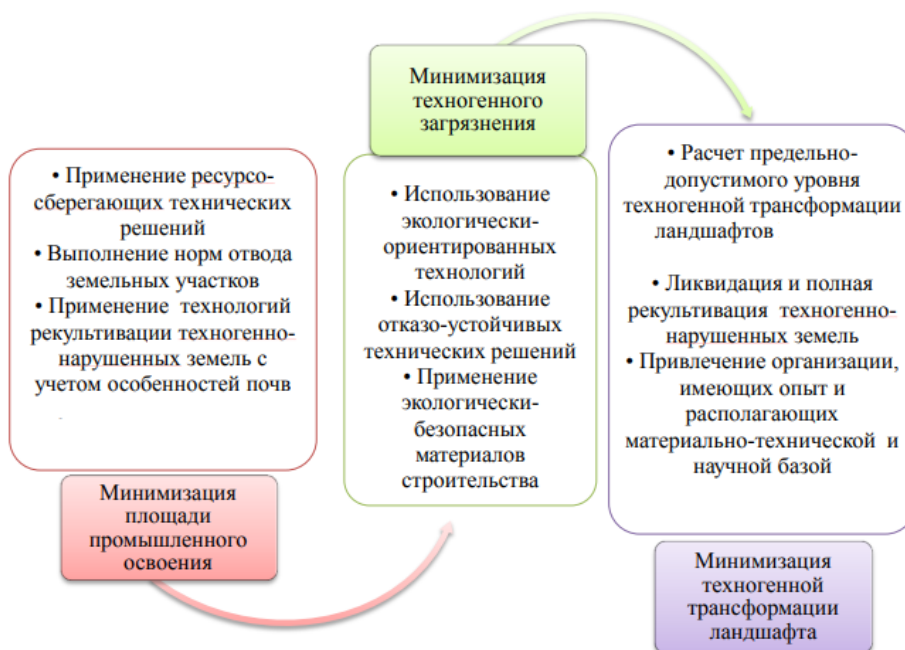 • Применение ресурсо-
сберегающих технических
решений
• Выполнение норм отвода
земельных участков
• Применение технологий
рекультивации техногенно-
нарушенных земель с
учетом особенностей почв
Минимизация
площади
промышленного
освоения
Минимизация
техногенного
загрязнения
• Использование
экологически-
ориентированных
технологий
• Использование
отказо-устойчивых
технических решений
• Применение
экологически-
безопасных
материалов
строительства
• Расчет предельно-
допустимого уровня
техногенной трансформации
ландшафтов
• Ликвидация и полная
рекультивация техногенно-
нарушенных земель
• Привлечение организации,
имеющих опыт и
располагающих
материально-технической и
научной базой
Минимизация
техногенной
трансформации
ландшафта